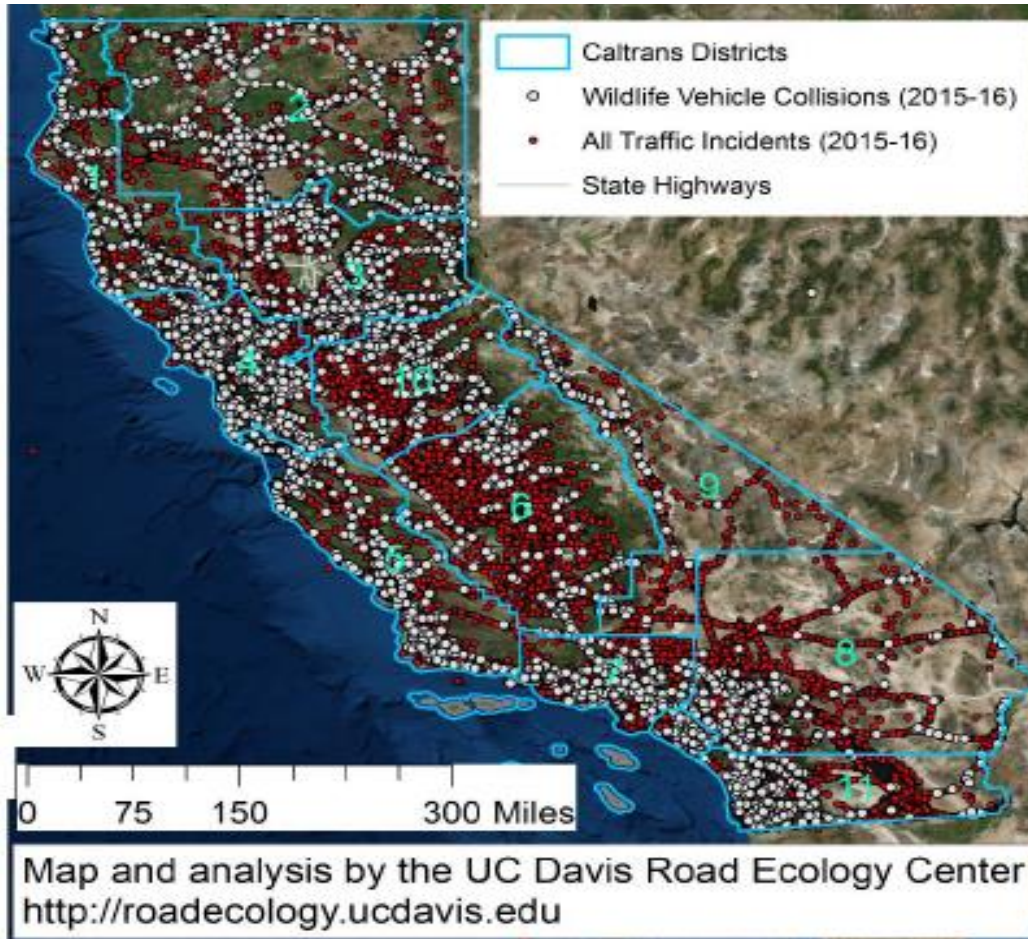 Caltrans Districts
Wildlife Vehicle Collisions (2015-16)
All Traffic Incidents (2015-16)
State Highways
2
1
3
4
10
9
6
5
8
7
11
N
W E
S
0 75 150 300 Miles
Map and analysis by the UC Davis Road Ecology Center
http://roadecology.ucdavis.edu